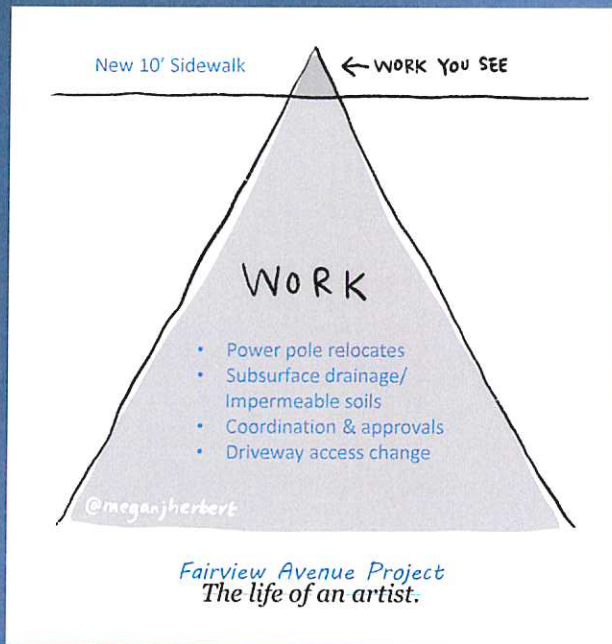 New 10' Sidewalk
← WORK YOU SEE
WORK
• Power pole relocates
• Subsurface drainage/
Impermeable soils
• Coordination & approvals
• Driveway access change
@meganjherbert
Fairview Avenue Project
The life of an artist.